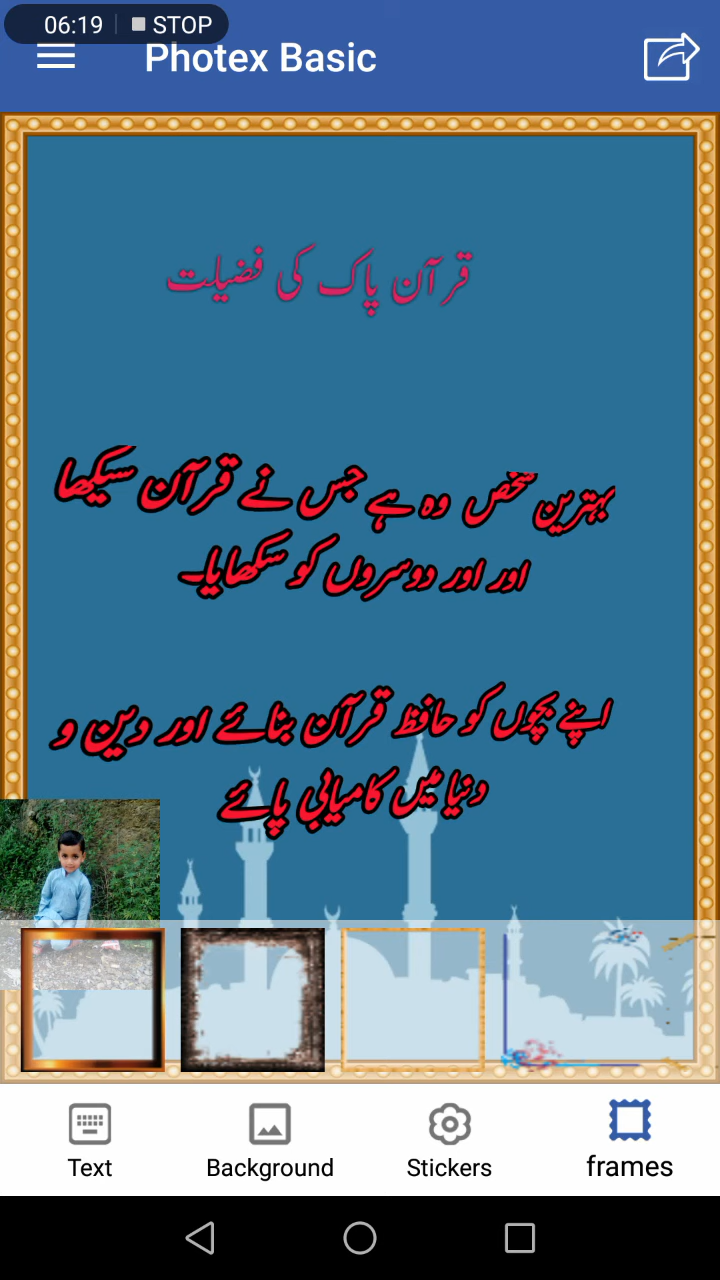 06:19 STOP
Photex Basic
قرآن پاک کی فضیلت
بہترین شخص وہ ہے جس نے قرآن سیکھا
اور اور دوسروں کو سکھایا۔
اپنے بچوں کو حافظ قرآن بنائے اور دین و
دنیا میں کامیابی پائے
Text
Background
Stickers
frames